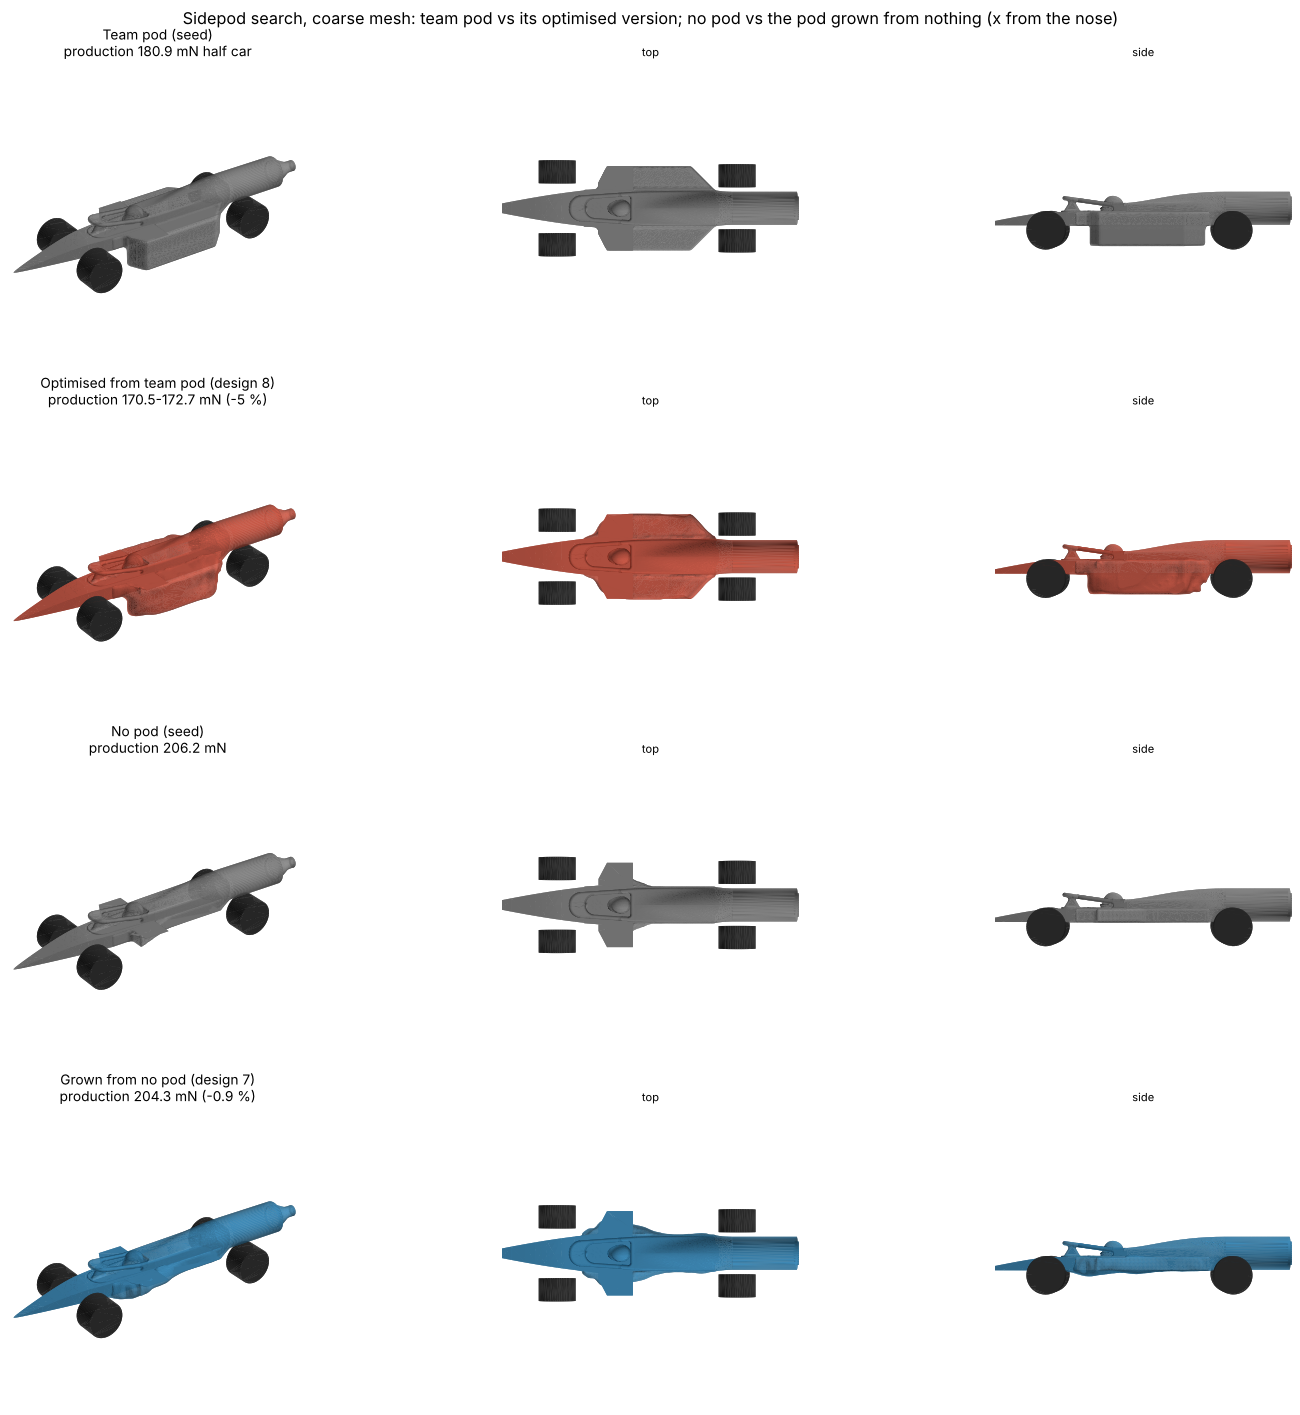 Sidepod search, coarse mesh: team pod vs its optimised version; no pod vs the pod grown from nothing (x from the nose)
Team pod (seed)
production 180.9 mN half car
top
side
Optimised from team pod (design 8)
production 170.5-172.7 mN (-5 %)
top
side
No pod (seed)
production 206.2 mN
top
side
Grown from no pod (design 7)
production 204.3 mN (-0.9 %)
top
side